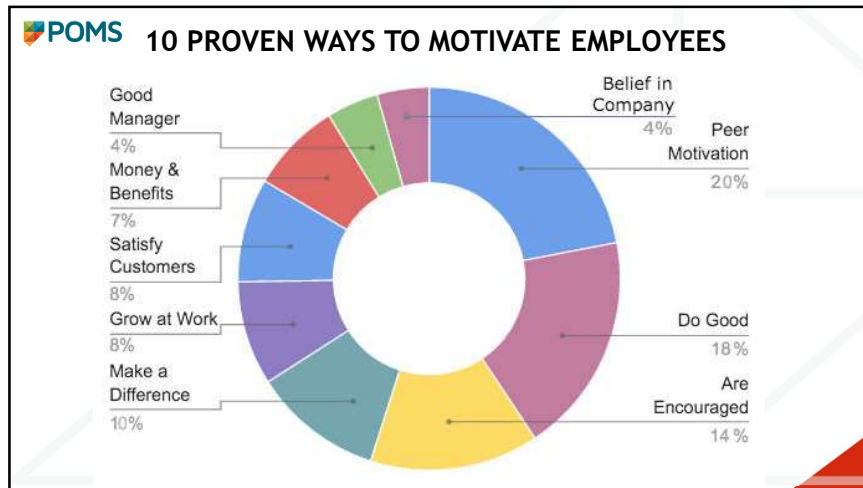 POMS
10 PROVEN WAYS TO MOTIVATE EMPLOYEES
Good
Manager
4%
Money &
Benefits
7%
Satisfy
Customers
8%
Grow at Work
8%
Make a
Difference
10%
Belief in
Company
4%
Peer
Motivation
20%
Do Good
18%
Are
Encouraged
14%